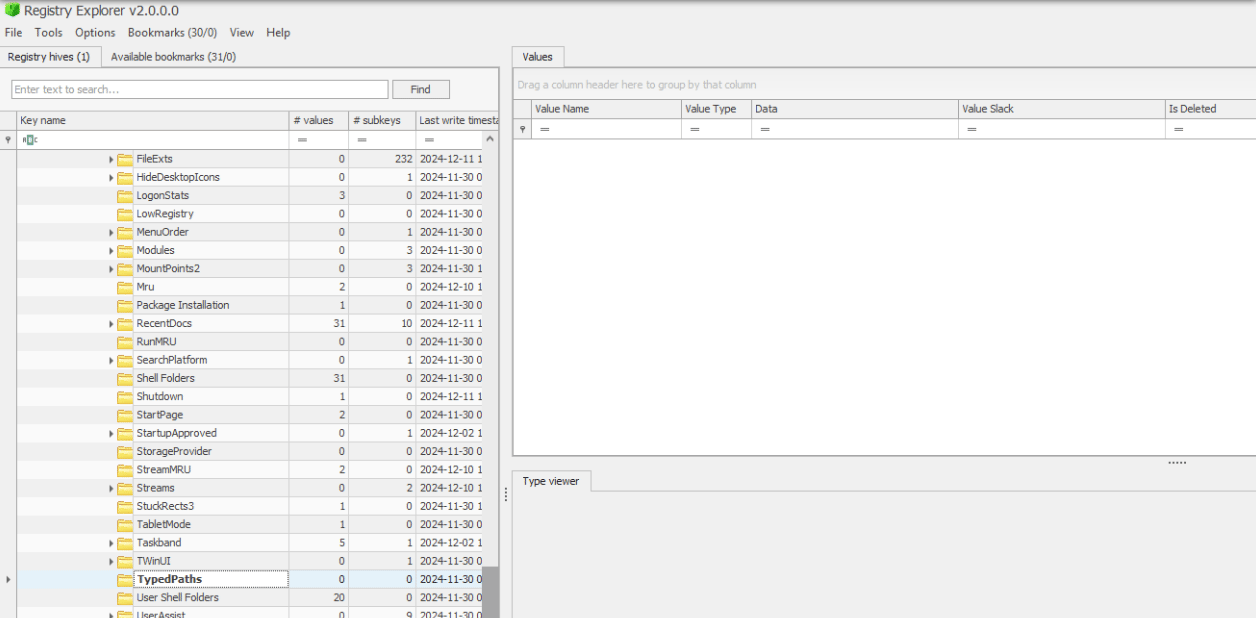 Registry Explorer v2.0.0.0
File Tools Options Bookmarks (30/0) View Help
Registry hives (1) Available bookmarks (31/0)
Enter text to search... Find
Key name # values # subkeys Last write timesta
=
=
=
FileExts 0 232 2024-12-11 1
HideDesktopIcons 0 1 2024-11-30 0
LogonStats 3 0 2024-11-30 0
LowRegistry 0 0 2024-11-30 0
MenuOrder 0 1 2024-11-30 0
Modules 0 3 2024-11-30 0
MountPoints2 0 3 2024-11-30 1
Mru 2 0 2024-12-10 1
Package Installation 1 0 2024-11-30 0
RecentDocs 31 10 2024-12-11 1
RunMRU 0 0 2024-11-30 0
SearchPlatform 0 1 2024-11-30 0
Shell Folders 31 0 2024-11-30 0
Shutdown 1 0 2024-12-11 1
StartPage 2 0 2024-11-30 0
StartupApproved 0 1 2024-12-02 1
StorageProvider 0 0 2024-11-30 0
StreamMRU 2 0 2024-12-10 1
Streams 0 2 2024-12-10 1
StuckRects3 1 0 2024-11-30 1
TabletMode 1 0 2024-11-30 0
Taskband 5 1 2024-12-02 1
TWinUI 0 1 2024-11-30 0
TypedPaths 0 0 2024-11-30 0
User Shell Folders 20 0 2024-11-30 0
UserAssist 0 9 2024-11-30 0
Values
Drag a column header here to group by that column
Value Name Value Type Data Value Slack Is Deleted
= = = = =
Type viewer